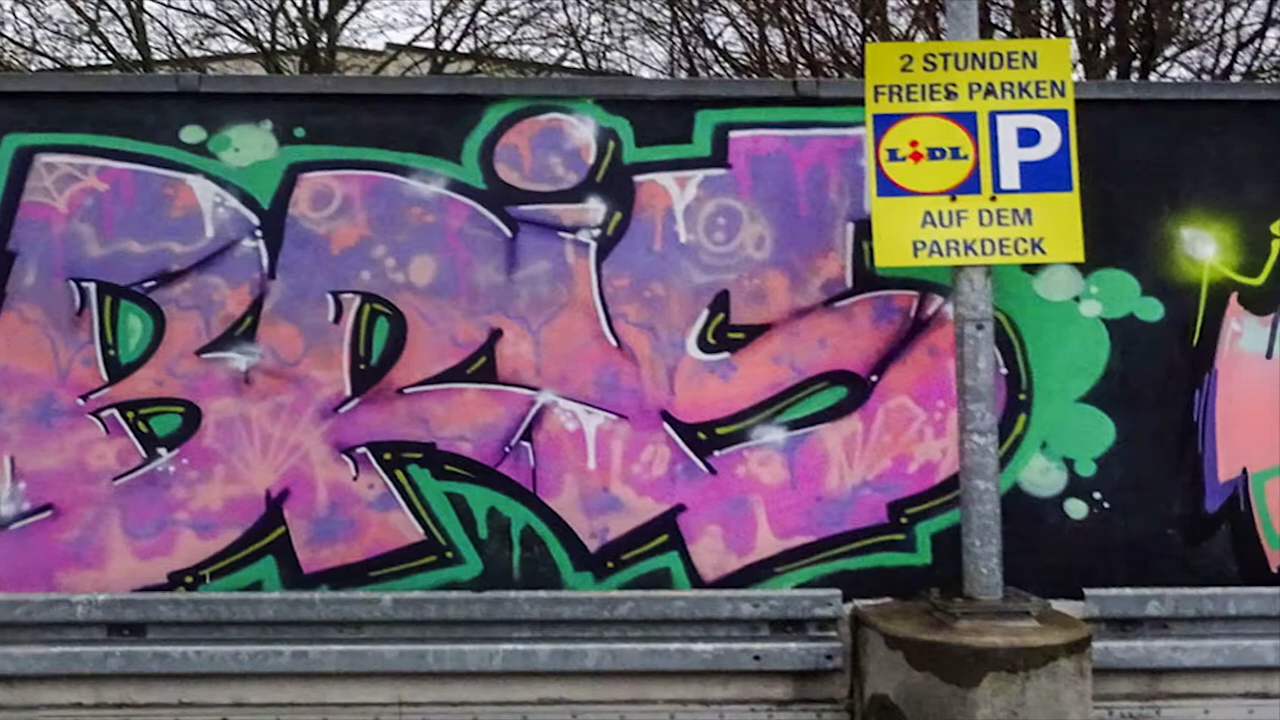 2 STUNDEN
FREIES PARKEN
LIDL P
AUF DEM
PARKDECK